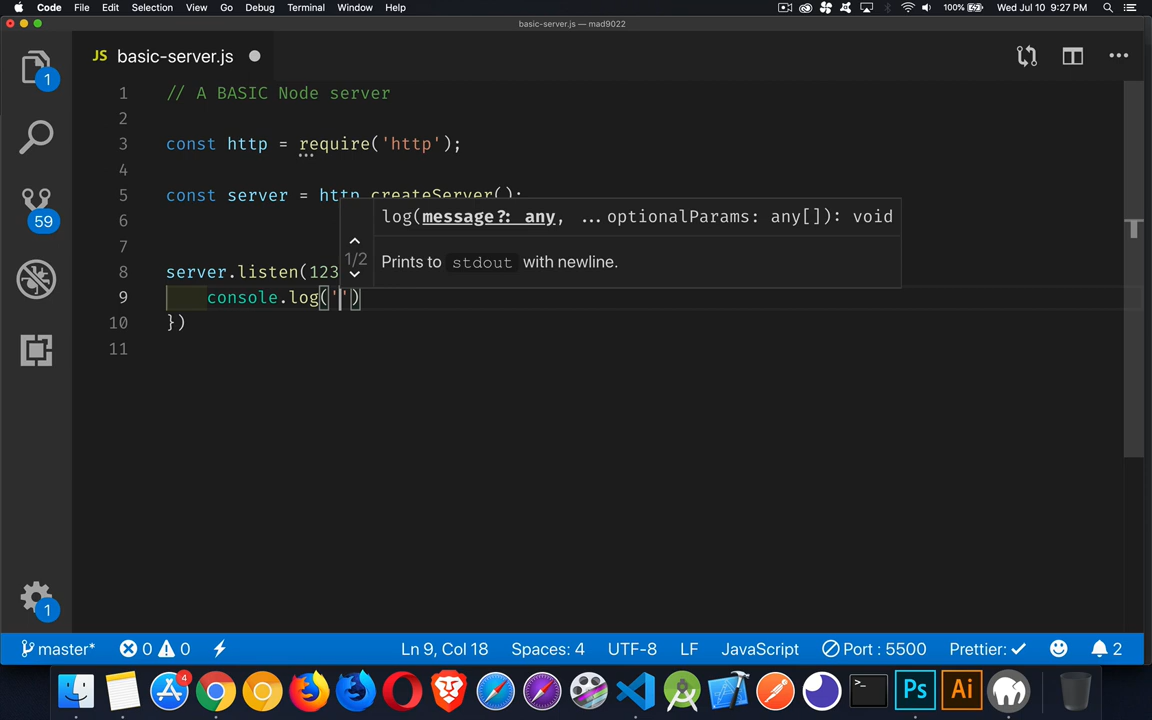 Code File Edit Selection View Go Debug Terminal Window Help 100% Wed Jul 10 9:27 PM
basic-server.js — mad9022
JS basic-server.js
1 // A BASIC Node server
2
3 const http = require('http');
4
5 const server = http.createServer();
log(message?: any, ...optionalParams: any[]): void
6
7
1/2
Prints to stdout with newline.
8 server.listen(123
9 console.log('')
10 })
11
1
59
1
master* 0 0 Ln 9, Col 18 Spaces: 4 UTF-8 LF JavaScript Port : 5500 Prettier: ✓ 2
4
>_
Ps
Ai